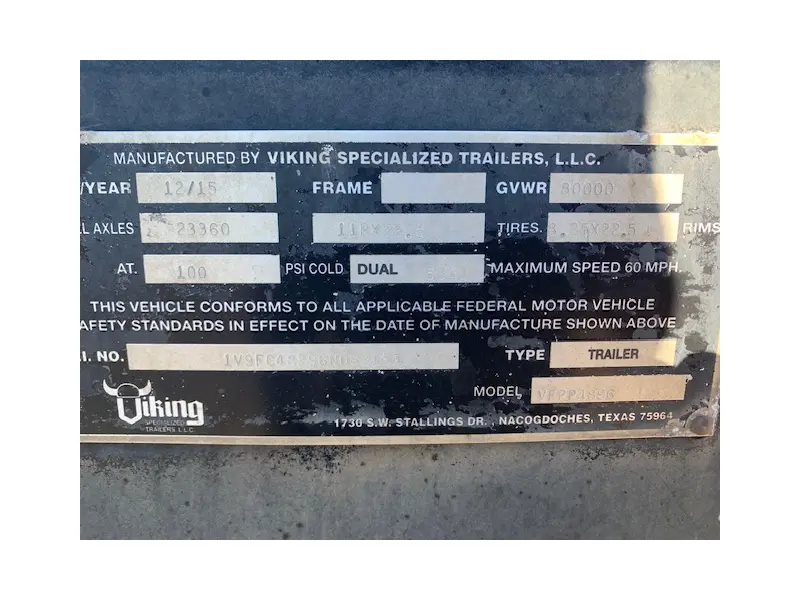 MANUFACTURED BY VIKING SPECIALIZED TRAILERS, L.L.C.
/YEAR 12/15 FRAME GVWR 80000
L AXLES 23360 TIRES. RIMS
AT. 100 PSI COLD DUAL MAXIMUM SPEED 60 MPH.
THIS VEHICLE CONFORMS TO ALL APPLICABLE FEDERAL MOTOR VEHICLE
AFETY STANDARDS IN EFFECT ON THE DATE OF MANUFACTURE SHOWN ABOVE
.I. NO. TYPE TRAILER
MODEL
Viking
SPECIALIZED
TRAILERS L.L.C.
1730 S.W. STALLINGS DR., NACOGDOCHES, TEXAS 75964